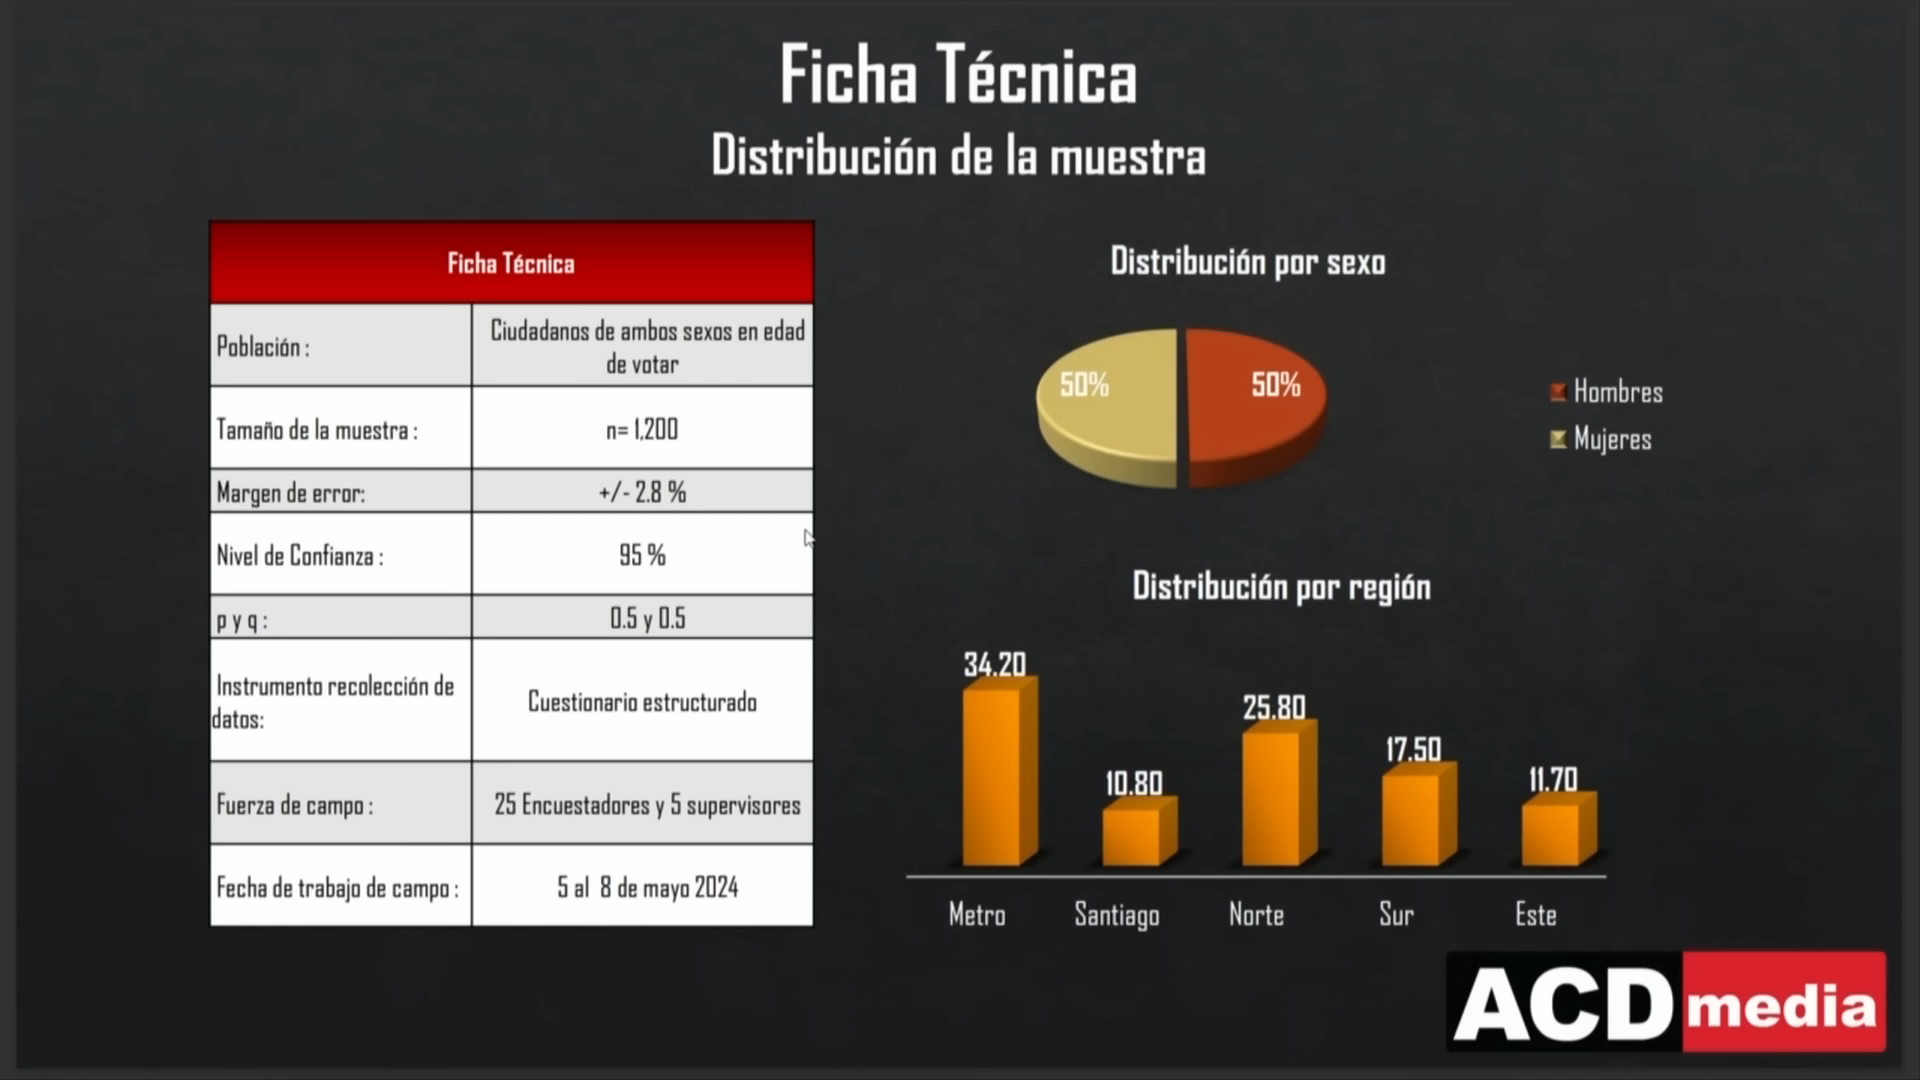 Ficha Técnica
Distribución de la muestra
Ficha Técnica
Población :
Ciudadanos de ambos sexos en edad
de votar
Tamaño de la muestra :
n= 1,200
Margen de error:
+/- 2.8 %
Nivel de Confianza :
95 %
p y q :
0.5 y 0.5
Instrumento recolección de
datos:
Cuestionario estructurado
Fuerza de campo :
25 Encuestadores y 5 supervisores
Fecha de trabajo de campo :
5 al 8 de mayo 2024
Distribución por sexo
50%
50%
Hombres
Mujeres
Distribución por región
34.20
10.80
25.80
17.50
11.70
Metro
Santiago
Norte
Sur
Este
ACD media